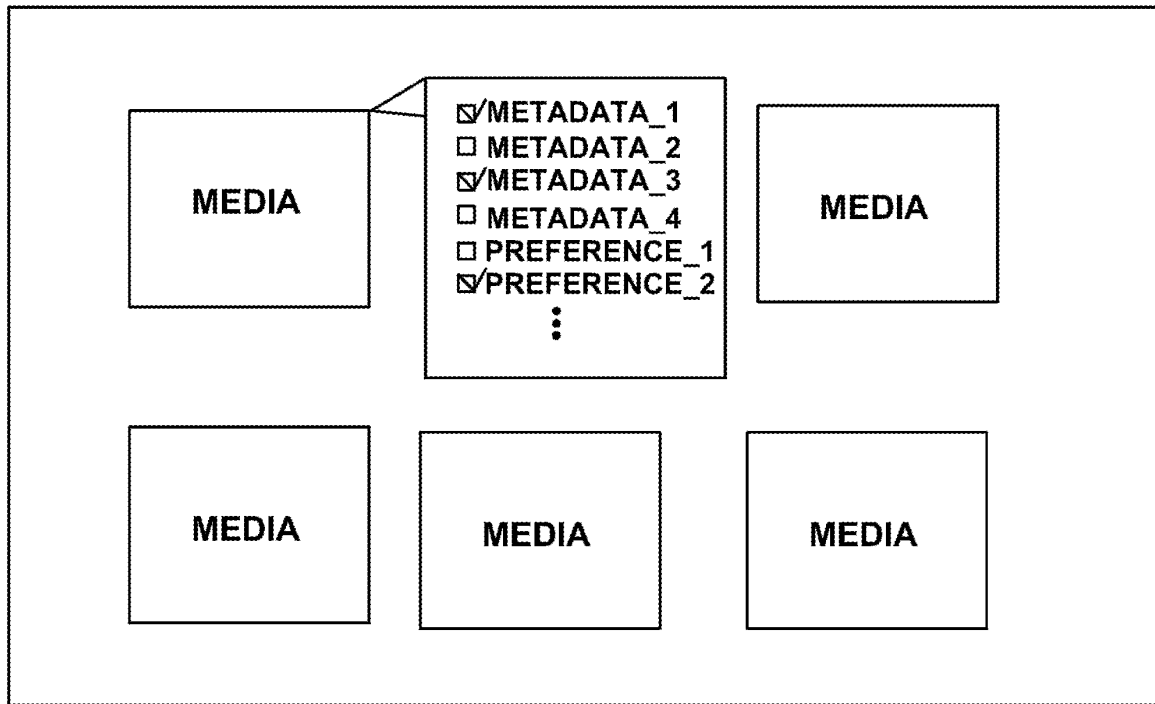 MEDIA
METADATA_1
METADATA_2
METADATA_3
METADATA_4
PREFERENCE_1
PREFERENCE_2
MEDIA
MEDIA
MEDIA
MEDIA